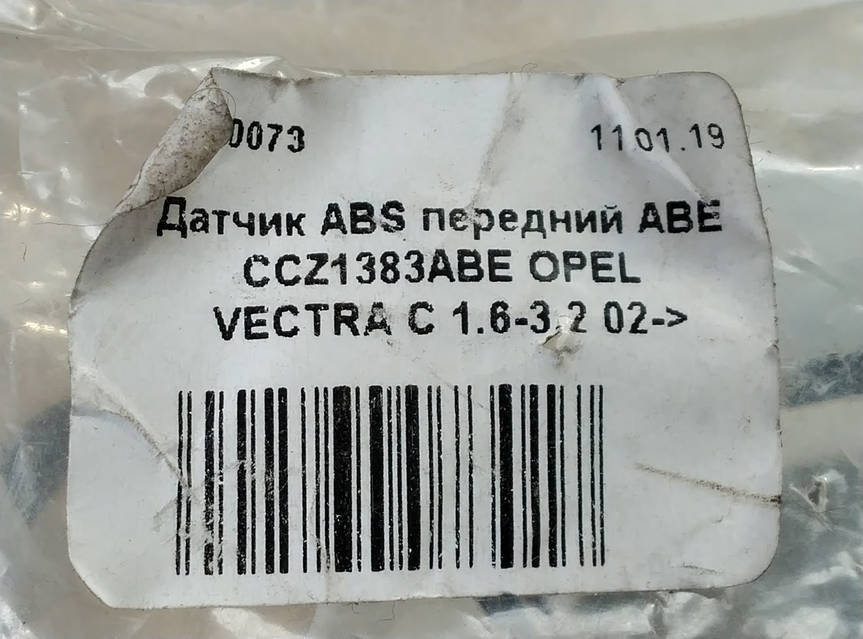 0073 11.01.19
Датчик ABS передний ABE
CCZ1383ABE OPEL
VECTRA C 1.6-3.2 02->